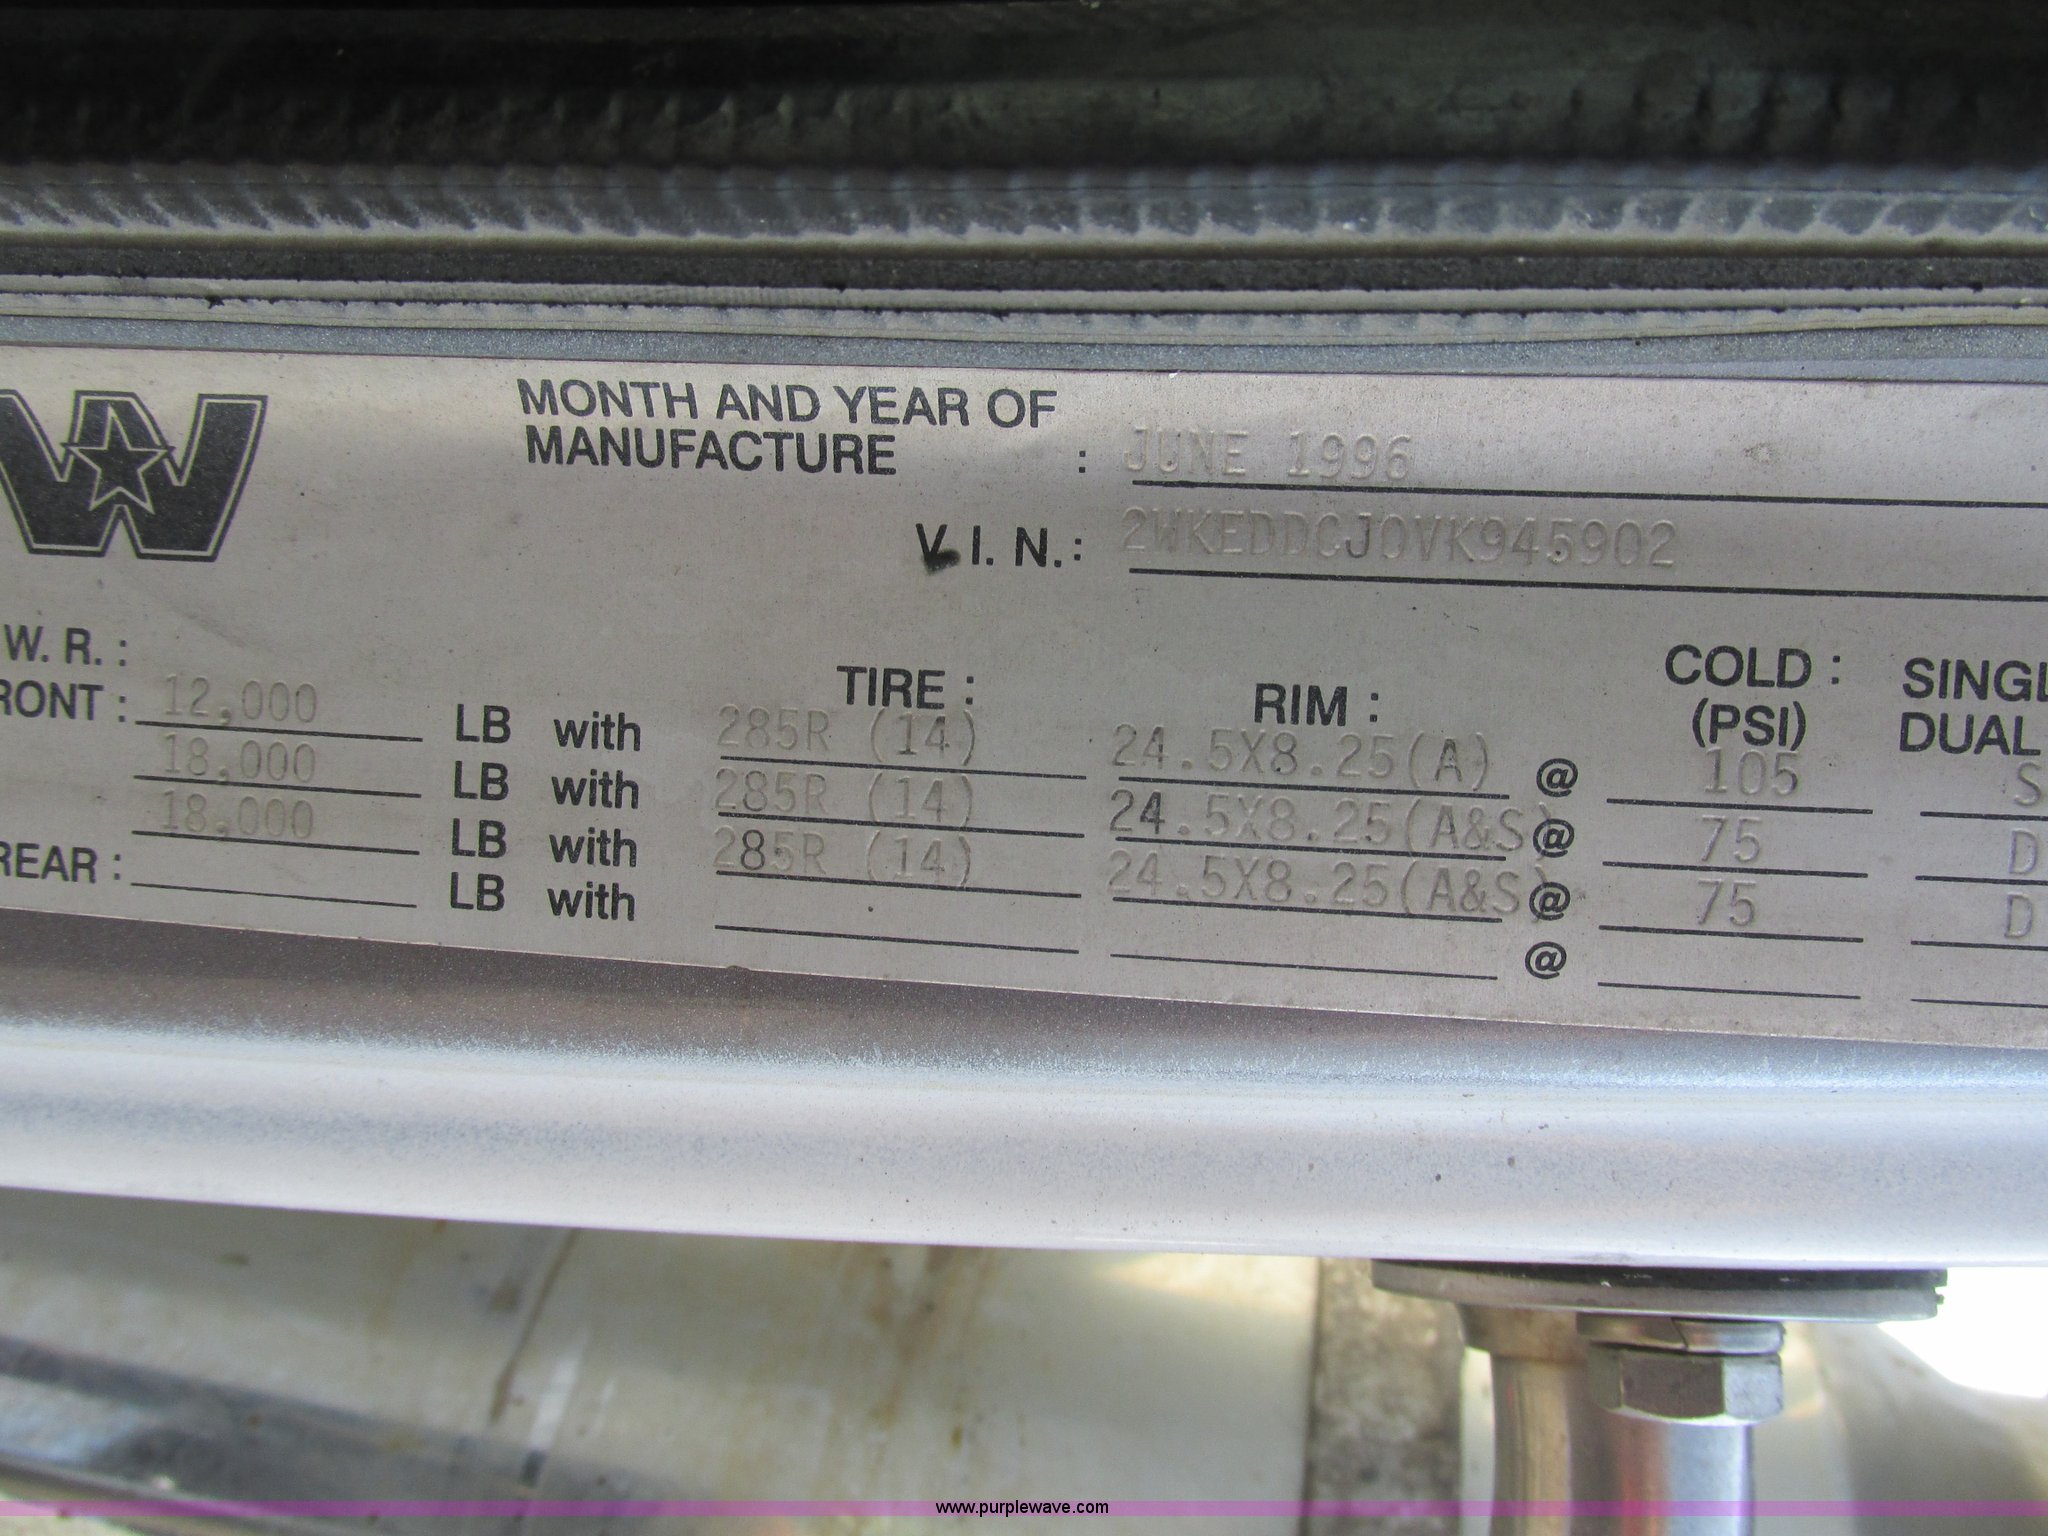 W
MONTH AND YEAR OF
MANUFACTURE : JUNE 1996
V.I.N.: 2WKEDDCJ0VK945902
W. R. :
TIRE : RIM : COLD : SINGL
(PSI) DUAL
RONT : 12,000 LB with 285R (14) 24.5X8.25(A) @ 105 S
18,000 LB with 285R (14) 24.5X8.25(A&S) @ 75 D
18,000 LB with 285R (14) 24.5X8.25(A&S) @ 75 D
REAR : LB with @
www.purplewave.com